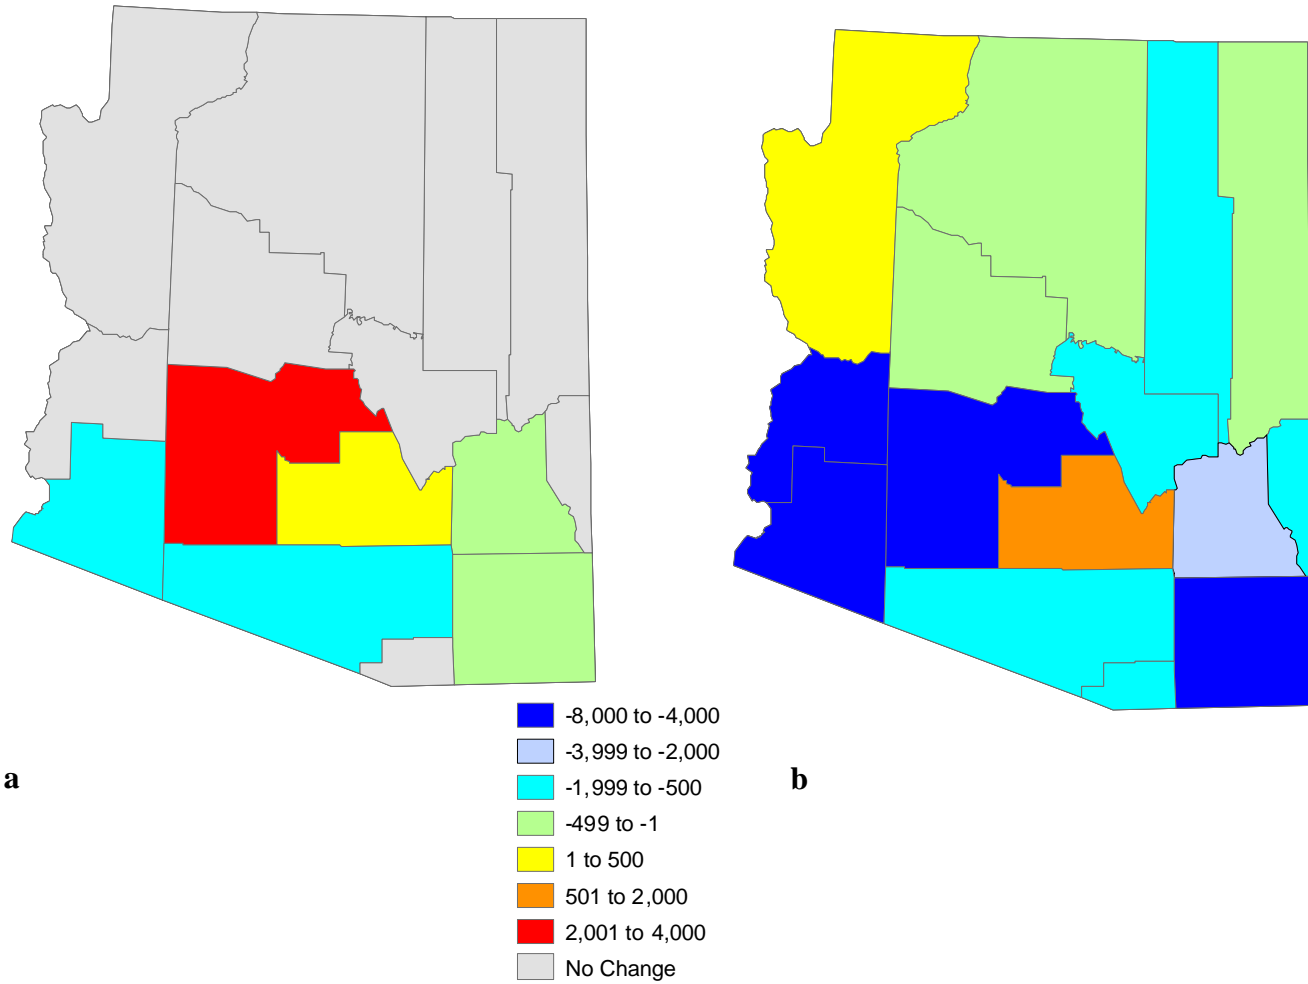 -8,000 to -4,000
-3,999 to -2,000
a
b
-1,999 to -500
-499 to -1
1 to 500
501 to 2,000
2,001 to 4,000
No Change